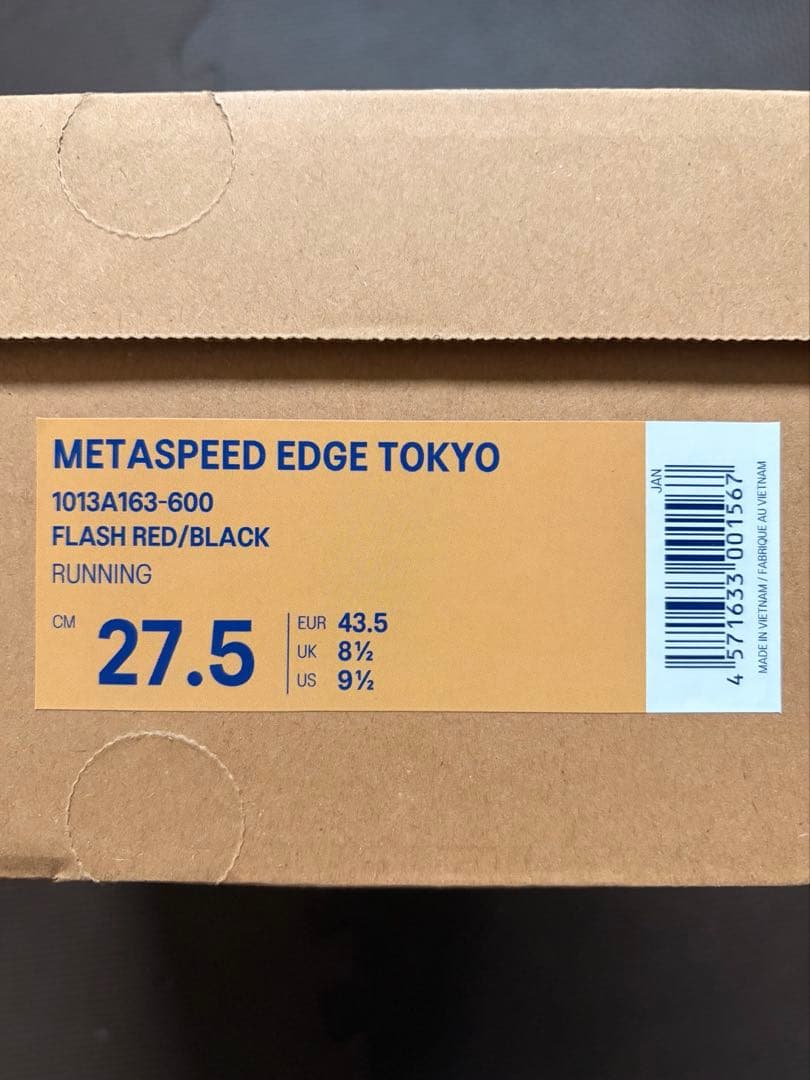 METASPEED EDGE TOKYO
1013A163-600
FLASH RED/BLACK
RUNNING
CM 27.5
EUR 43.5
UK 8½
US 9½
JAN
4 571633 001567
MADE IN VIETNAM / FABRIQUE AU VIETNAM